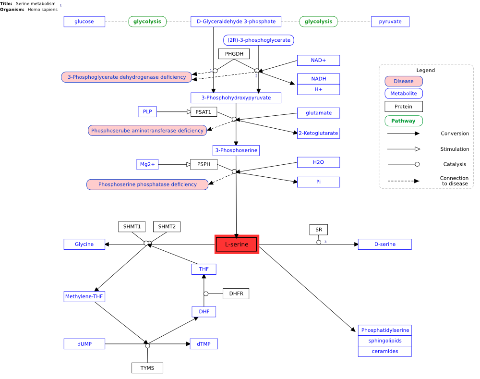 Title: Serine metabolism
Organism: Homo sapiens
glucose
glycolysis
D-Glyceraldehyde 3-phosphate
glycolysis
pyruvate
(2R)-3-phosphoglycerate
PHGDH
NAD+
3-Phosphoglycerate dehydrogenase deficiency
NADH
H+
3-Phosphohydroxypyruvate
PLP
PSAT1
glutamate
Phosphoserube aminotransferase deficiency
2-Ketoglutarate
3-Phosphoserine
Mg2+
PSPH
H2O
Phosphoserine phosphatase deficiency
Pi
Legend
Disease
Metabolite
Protein
Pathway
Conversion
Stimulation
Catalysis
Connection
to disease
SHMT1
SHMT2
SR
Glycine
L-serine
D-serine
THF
Methylene-THF
DHFR
DHF
dUMP
dTMP
TYMS
Phosphatidylserine
sphingolipids
ceramides